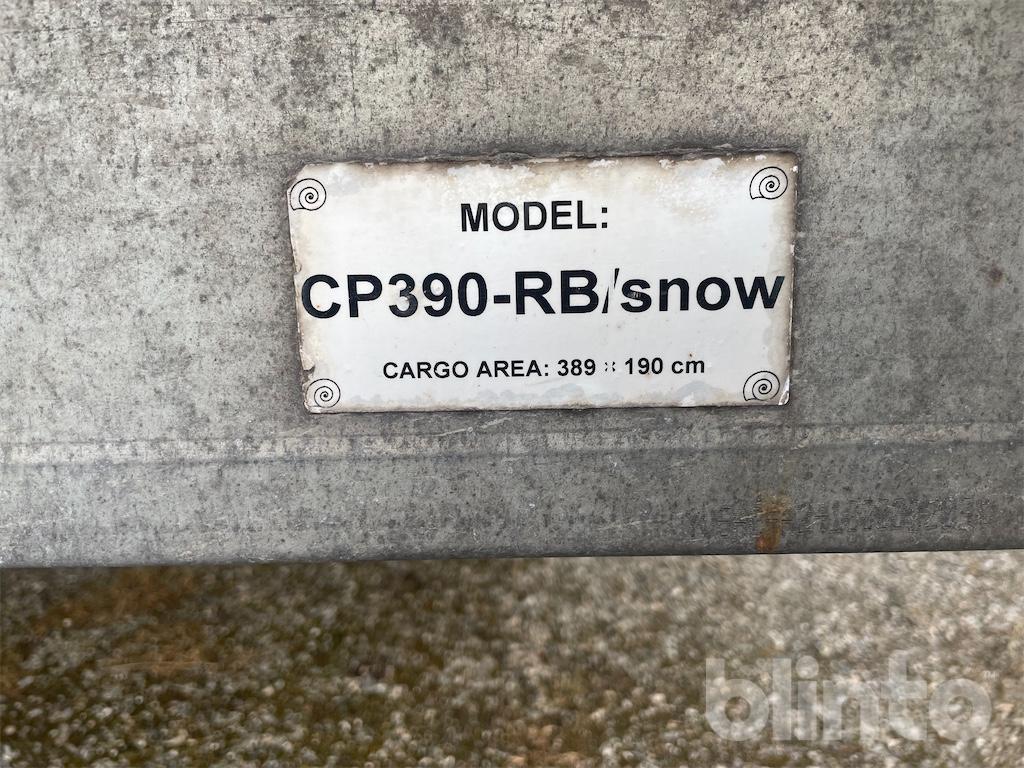 MODEL:
CP390-RB/snow
CARGO AREA: 389 x 190 cm
blinto